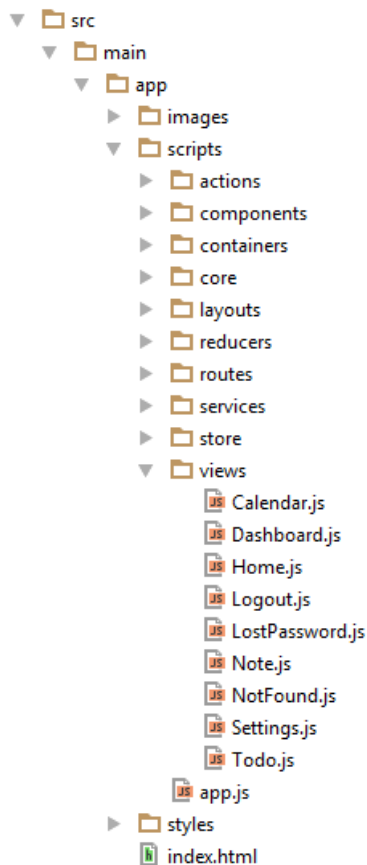 src
main
app
images
scripts
actions
components
containers
core
layouts
reducers
routes
services
store
views
Calendar.js
Dashboard.js
Home.js
Logout.js
LostPassword.js
Note.js
NotFound.js
Settings.js
Todo.js
app.js
styles
index.html